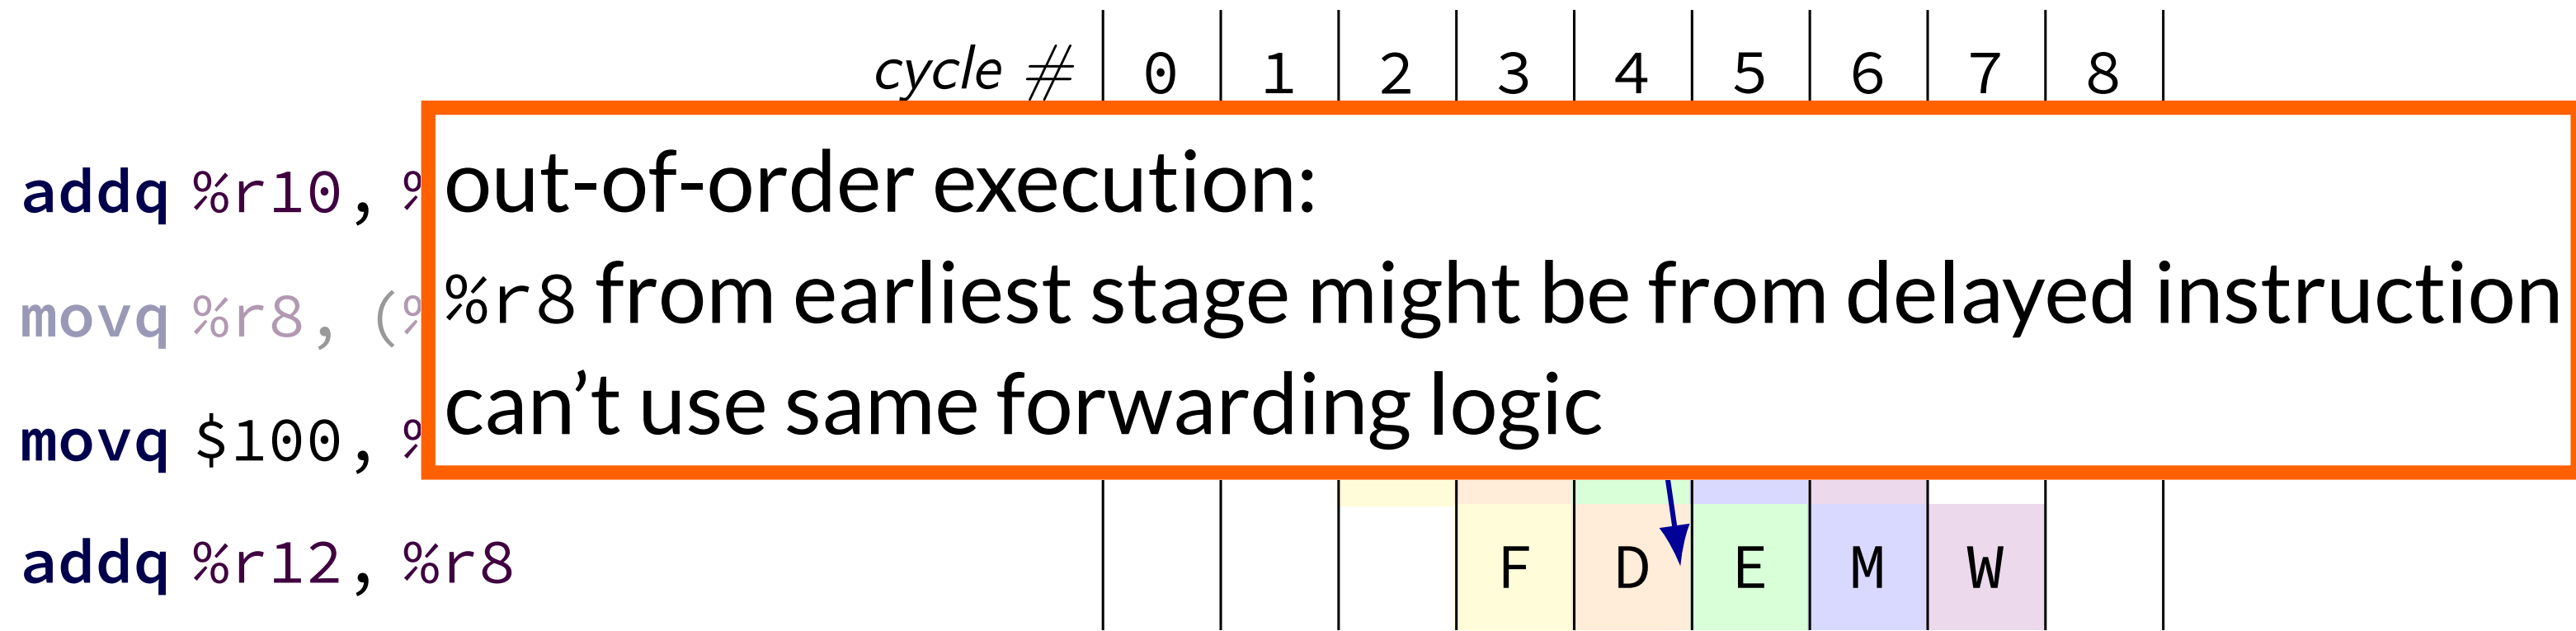 cycle # 0 1 2 3 4 5 6 7 8
addq %r10, %
out-of-order execution:
movq %r8, (%
%r8 from earliest stage might be from delayed instruction
movq $100, %
can't use same forwarding logic
addq %r12, %r8 F D E M W